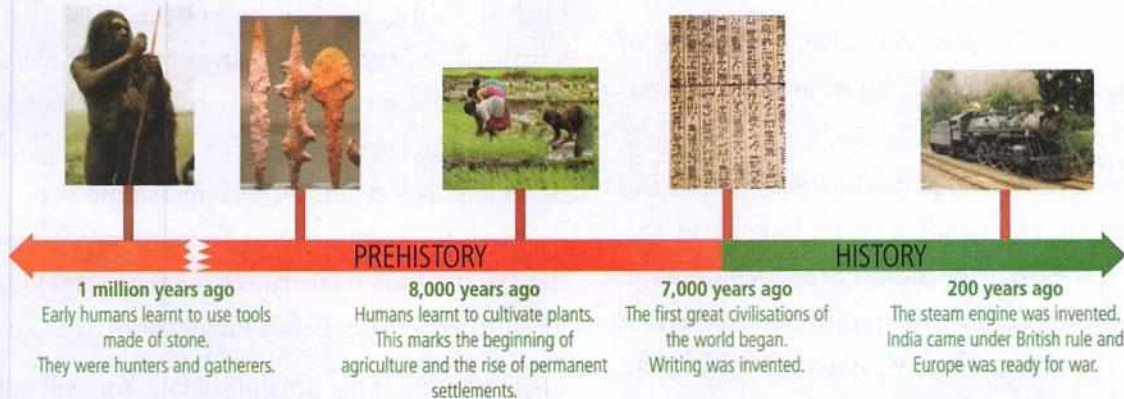 PREHISTORY
HISTORY
1 million years ago
Early humans learnt to use tools
made of stone.
They were hunters and gatherers.
8,000 years ago
Humans learnt to cultivate plants.
This marks the beginning of
agriculture and the rise of permanent
settlements.
7,000 years ago
The first great civilisations of
the world began.
Writing was invented.
200 years ago
The steam engine was invented.
India came under British rule and
Europe was ready for war.